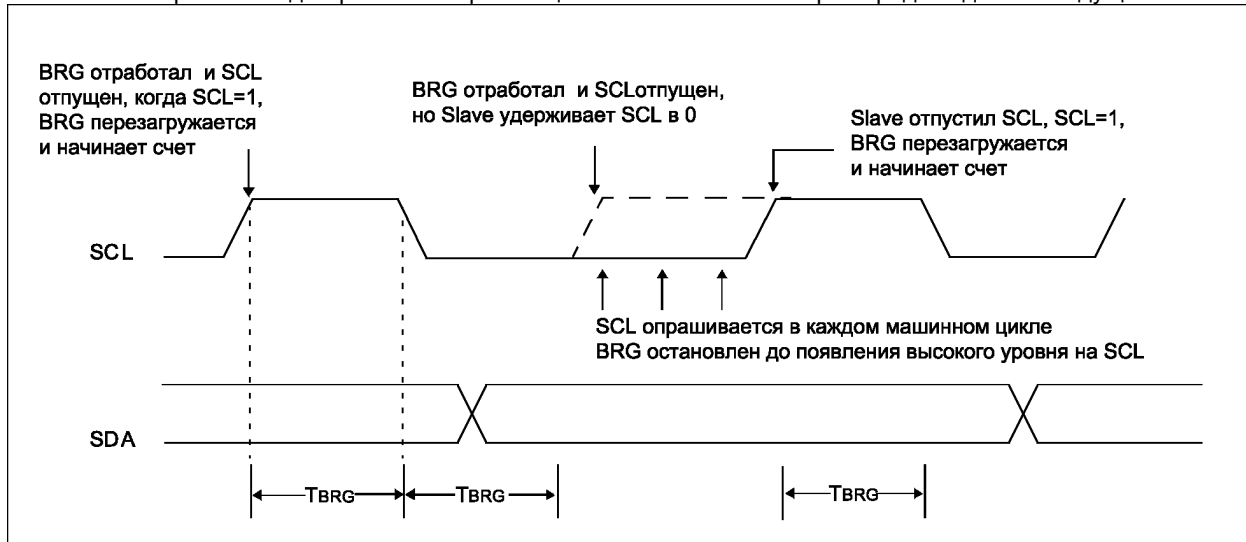 BRG отработал и SCL
отпущен, когда SCL=1,
BRG перезагружается
и начинает счет
BRG отработал и SCLотпущен,
но Slave удерживает SCL в 0
Slave отпустил SCL, SCL=1,
BRG перезагружается
и начинает счет
SCL
SCL опрашивается в каждом машинном цикле
BRG остановлен до появления высокого уровня на SCL
SDA
TBRG
TBRG
TBRG